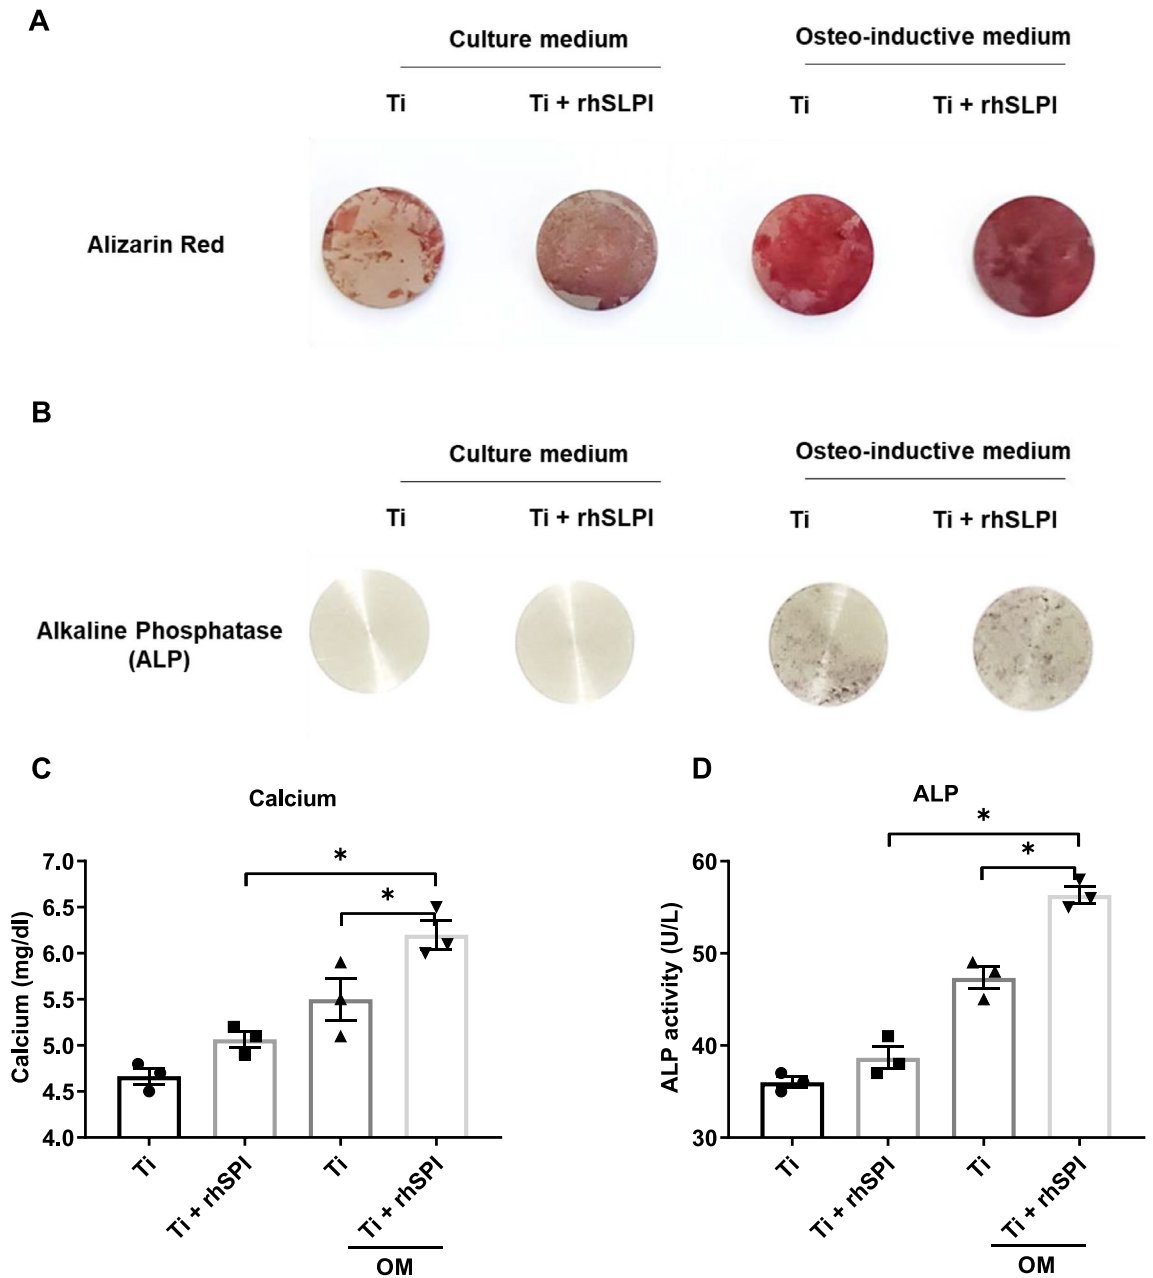 A
Culture medium
Osteo-inductive medium
Ti
Ti + rhSLPI
Ti
Ti + rhSLPI
Alizarin Red
B
Culture medium
Osteo-inductive medium
Ti
Ti + rhSLPI
Ti
Ti + rhSLPI
Alkaline Phosphatase
(ALP)
C
Calcium
*
*
Calcium (mg/dl)
7.0
6.5
6.0
5.5
5.0
4.5
4.0
Ti
Ti + rhSPI
Ti
Ti + rhSPI
OM
D
ALP
*
*
ALP activity (U/L)
60
50
40
30
Ti
Ti + rhSPI
Ti
Ti + rhSPI
OM